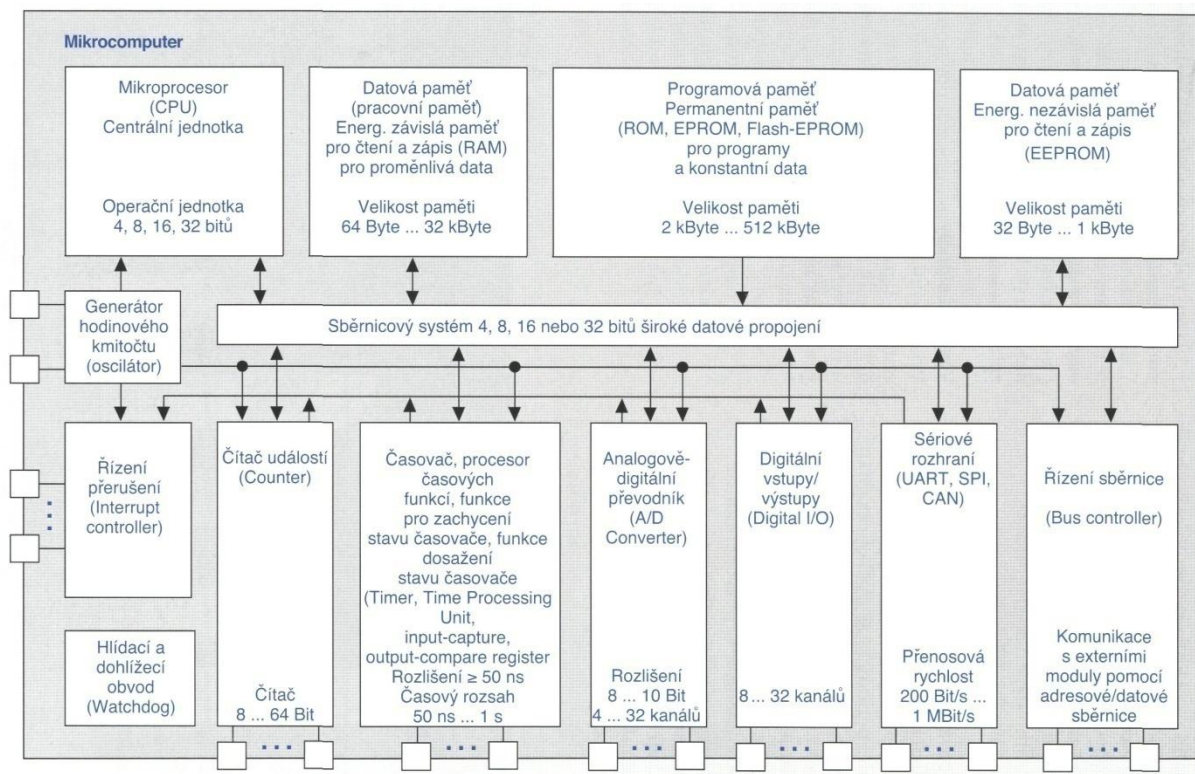 Mikrocomputer
Mikroprocesor
(CPU)
Centrální jednotka
Operační jednotka
4, 8, 16, 32 bitů
Datová paměť
(pracovní paměť)
Energ. závislá paměť
pro čtení a zápis (RAM)
pro proměnlivá data
Velikost paměti
64 Byte ... 32 kByte
Programová paměť
Permanentní paměť
(ROM, EPROM, Flash-EPROM)
pro programy
a konstantní data
Velikost paměti
2 kByte ... 512 kByte
Datová paměť
Energ. nezávislá paměť
pro čtení a zápis
(EEPROM)
Velikost paměti
32 Byte ... 1 kByte
Generátor
hodinového
kmitočtu
(oscilátor)
Sběrnicový systém 4, 8, 16 nebo 32 bitů široké datové propojení
Řízení
přerušení
(Interrupt
controller)
Hlídací a
dohlížecí
obvod
(Watchdog)
Čítač událostí
(Counter)
Čítač
8 ... 64 Bit
Časovač, procesor
časových
funkcí, funkce
pro zachycení
stavu časovače, funkce
dosažení
stavu časovače
(Timer, Time Processing
Unit,
input-capture,
output-compare register
Rozlišení ≥ 50 ns
Časový rozsah
50 ns ... 1 s
Analogově-
digitální
převodník
(A/D
Converter)
Rozlišení
8 ... 10 Bit
4 ... 32 kanálů
Digitální
vstupy/
výstupy
(Digital I/O)
8 ... 32 kanálů
Sériové
rozhraní
(UART, SPI,
CAN)
Přenosová
rychlost
200 Bit/s ...
1 MBit/s
Řízení sběrnice
(Bus controller)
Komunikace
s externími
moduly pomocí
adresové/datové
sběrnice